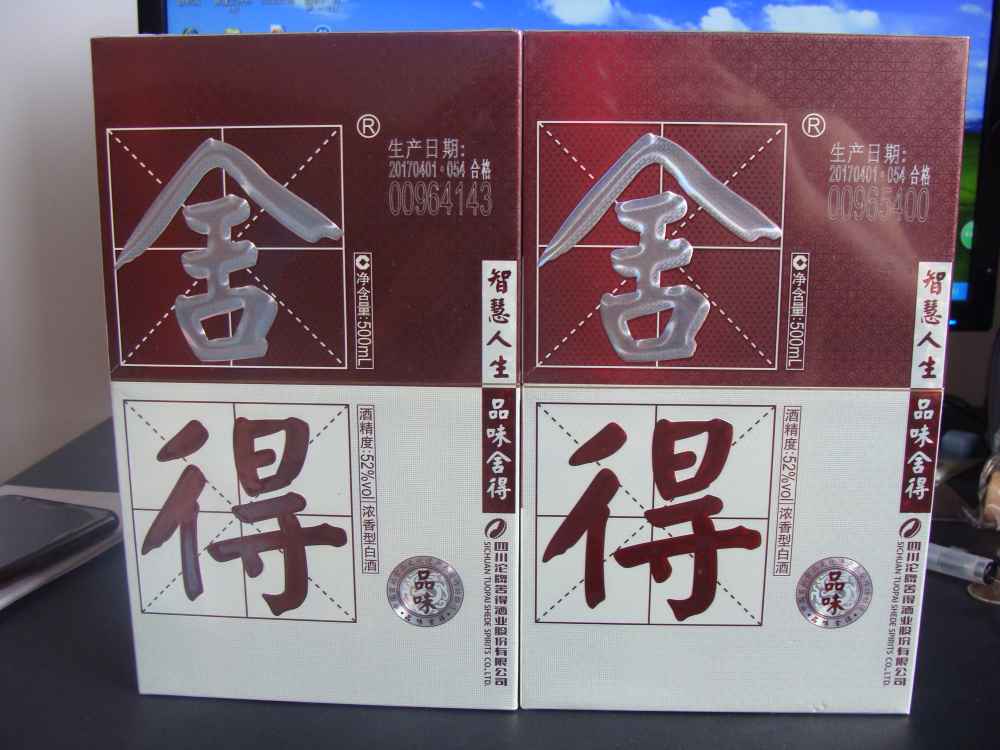 舍®
生产日期:
20170401·054 合格
00964143
净含量:500mL
智慧人生
得
酒精度:52%vol 浓香型白酒
品味舍得
品味
四川沱牌舍得酒业股份有限公司
SICHUAN TUOPAI SHEDE SPIRITS CO.,LTD.
舍®
生产日期:
20170401·054 合格
00965400
净含量:500mL
智慧人生
得
酒精度:52%vol 浓香型白酒
品味舍得
品味
四川沱牌舍得酒业股份有限公司
SICHUAN TUOPAI SHEDE SPIRITS CO.,LTD.